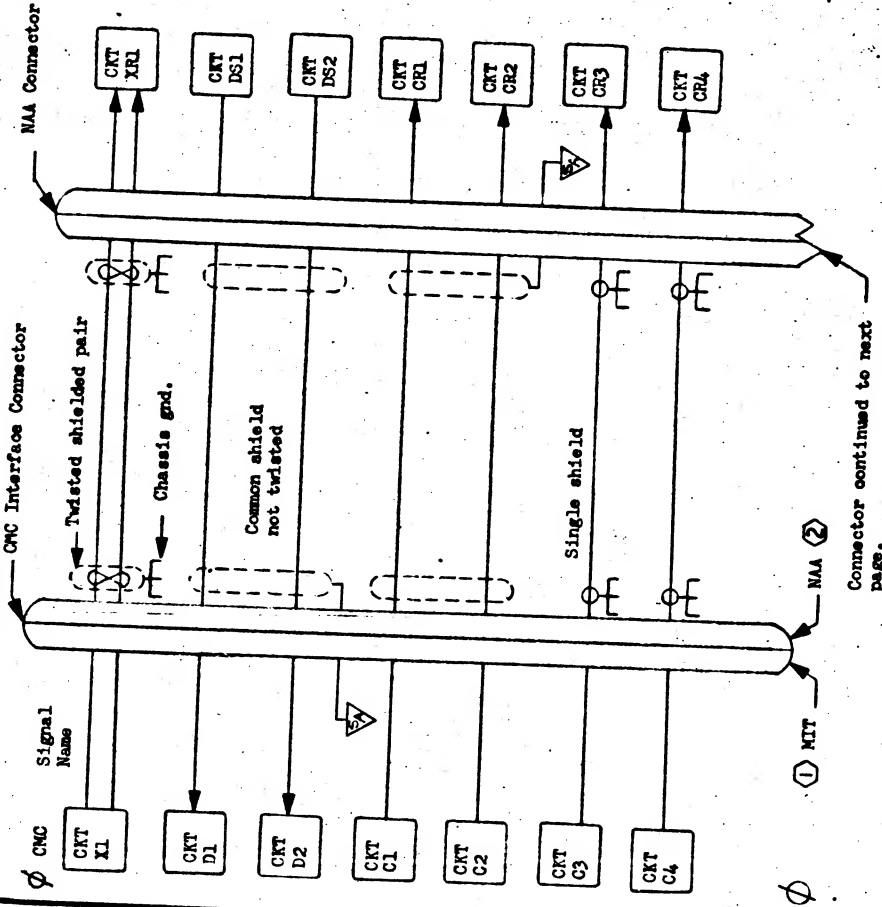 CMC Interface Connector
NAA Connector
Twisted shielded pair
Chassis gnd.
Signal
Name
Ø CMC
CKT
X1
CKT
XR1
CKT
D1
CKT
DS1
Common shield
not twisted
CKT
D2
CKT
DS2
5A
CKT
C1
CKT
CR1
CKT
C2
CKT
CR2
Single shield
CKT
C3
CKT
CR3
CKT
C4
CKT
CR4
Ø
1 MIT
NAA 2
Connector continued to next
page.